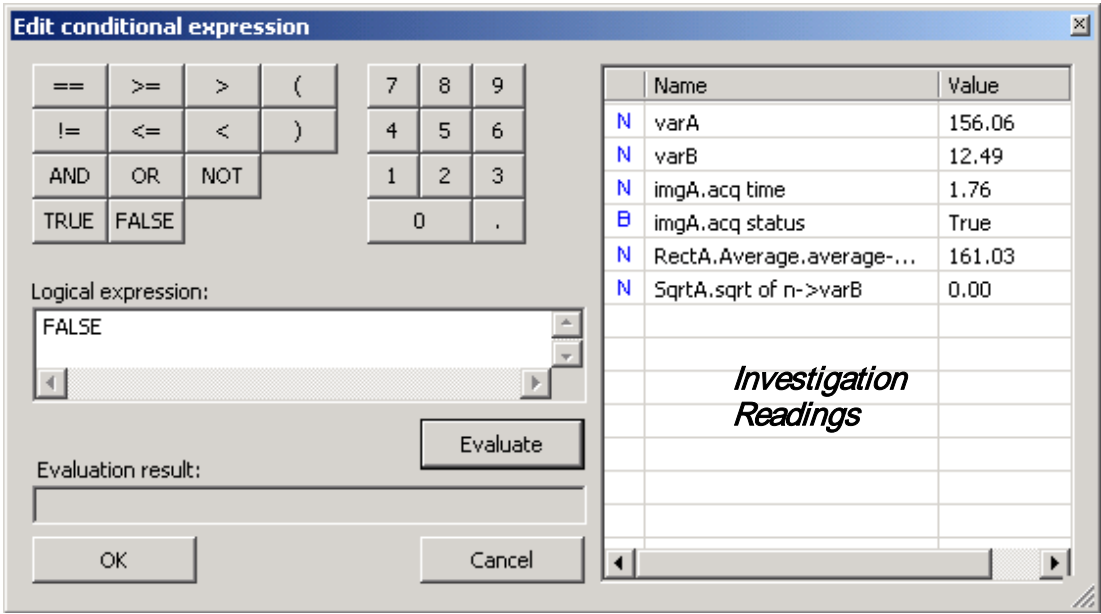 Edit conditional expression
== >= > ( 7 8 9
!= <= < ) 4 5 6
AND OR NOT 1 2 3
TRUE FALSE 0 .
Logical expression:
FALSE
Evaluate
Evaluation result:
OK Cancel
Name Value
N varA 156.06
N varB 12.49
N imgA.acq time 1.76
B imgA.acq status True
N RectA.Average.average-... 161.03
N SqrtA.sqrt of n->varB 0.00
Investigation
Readings